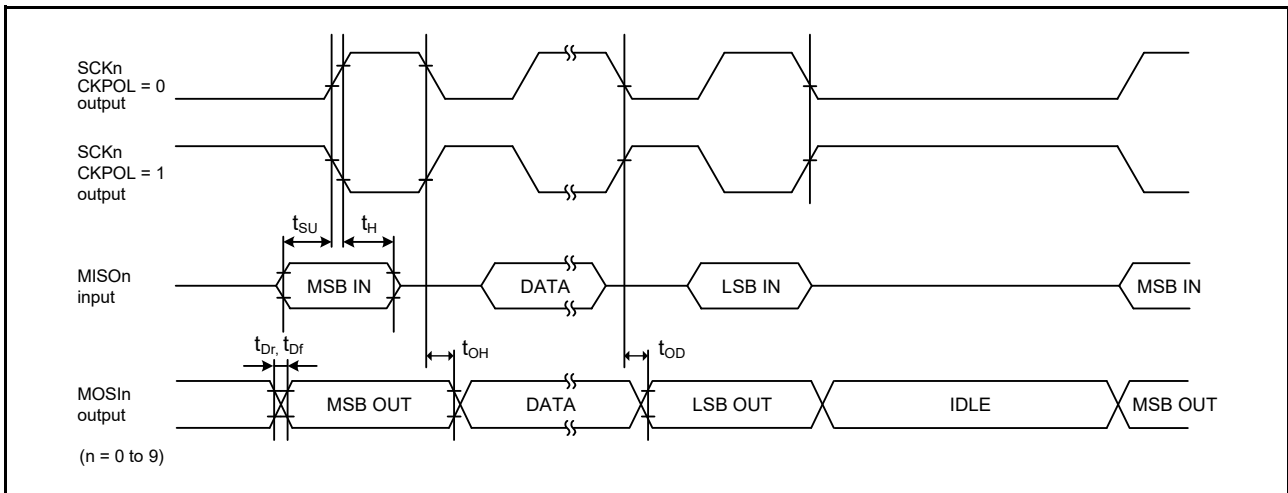 SCKn
CKPOL = 0
output
SCKn
CKPOL = 1
output
tSU
tH
MISOn
input
MSB IN
DATA
LSB IN
MSB IN
tDr, tDf
tOH
tOD
MOSIn
output
MSB OUT
DATA
LSB OUT
IDLE
MSB OUT
(n = 0 to 9)